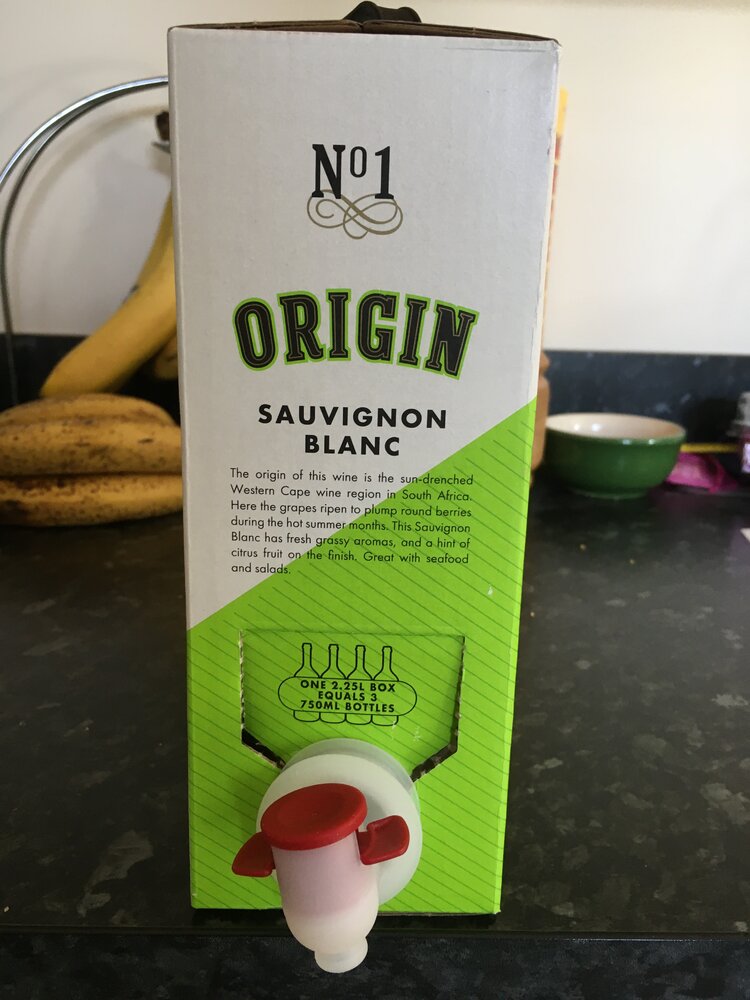 Nº1
ORIGIN
SAUVIGNON
BLANC
The origin of this wine is the sun-drenched
Western Cape wine region in South Africa.
Here the grapes ripen to plump round berries
during the hot summer months. This Sauvignon
Blanc has fresh grassy aromas, and a hint of
citrus fruit on the finish. Great with seafood
and salads.
ONE 2.25L BOX
EQUALS 3
750ML BOTTLES